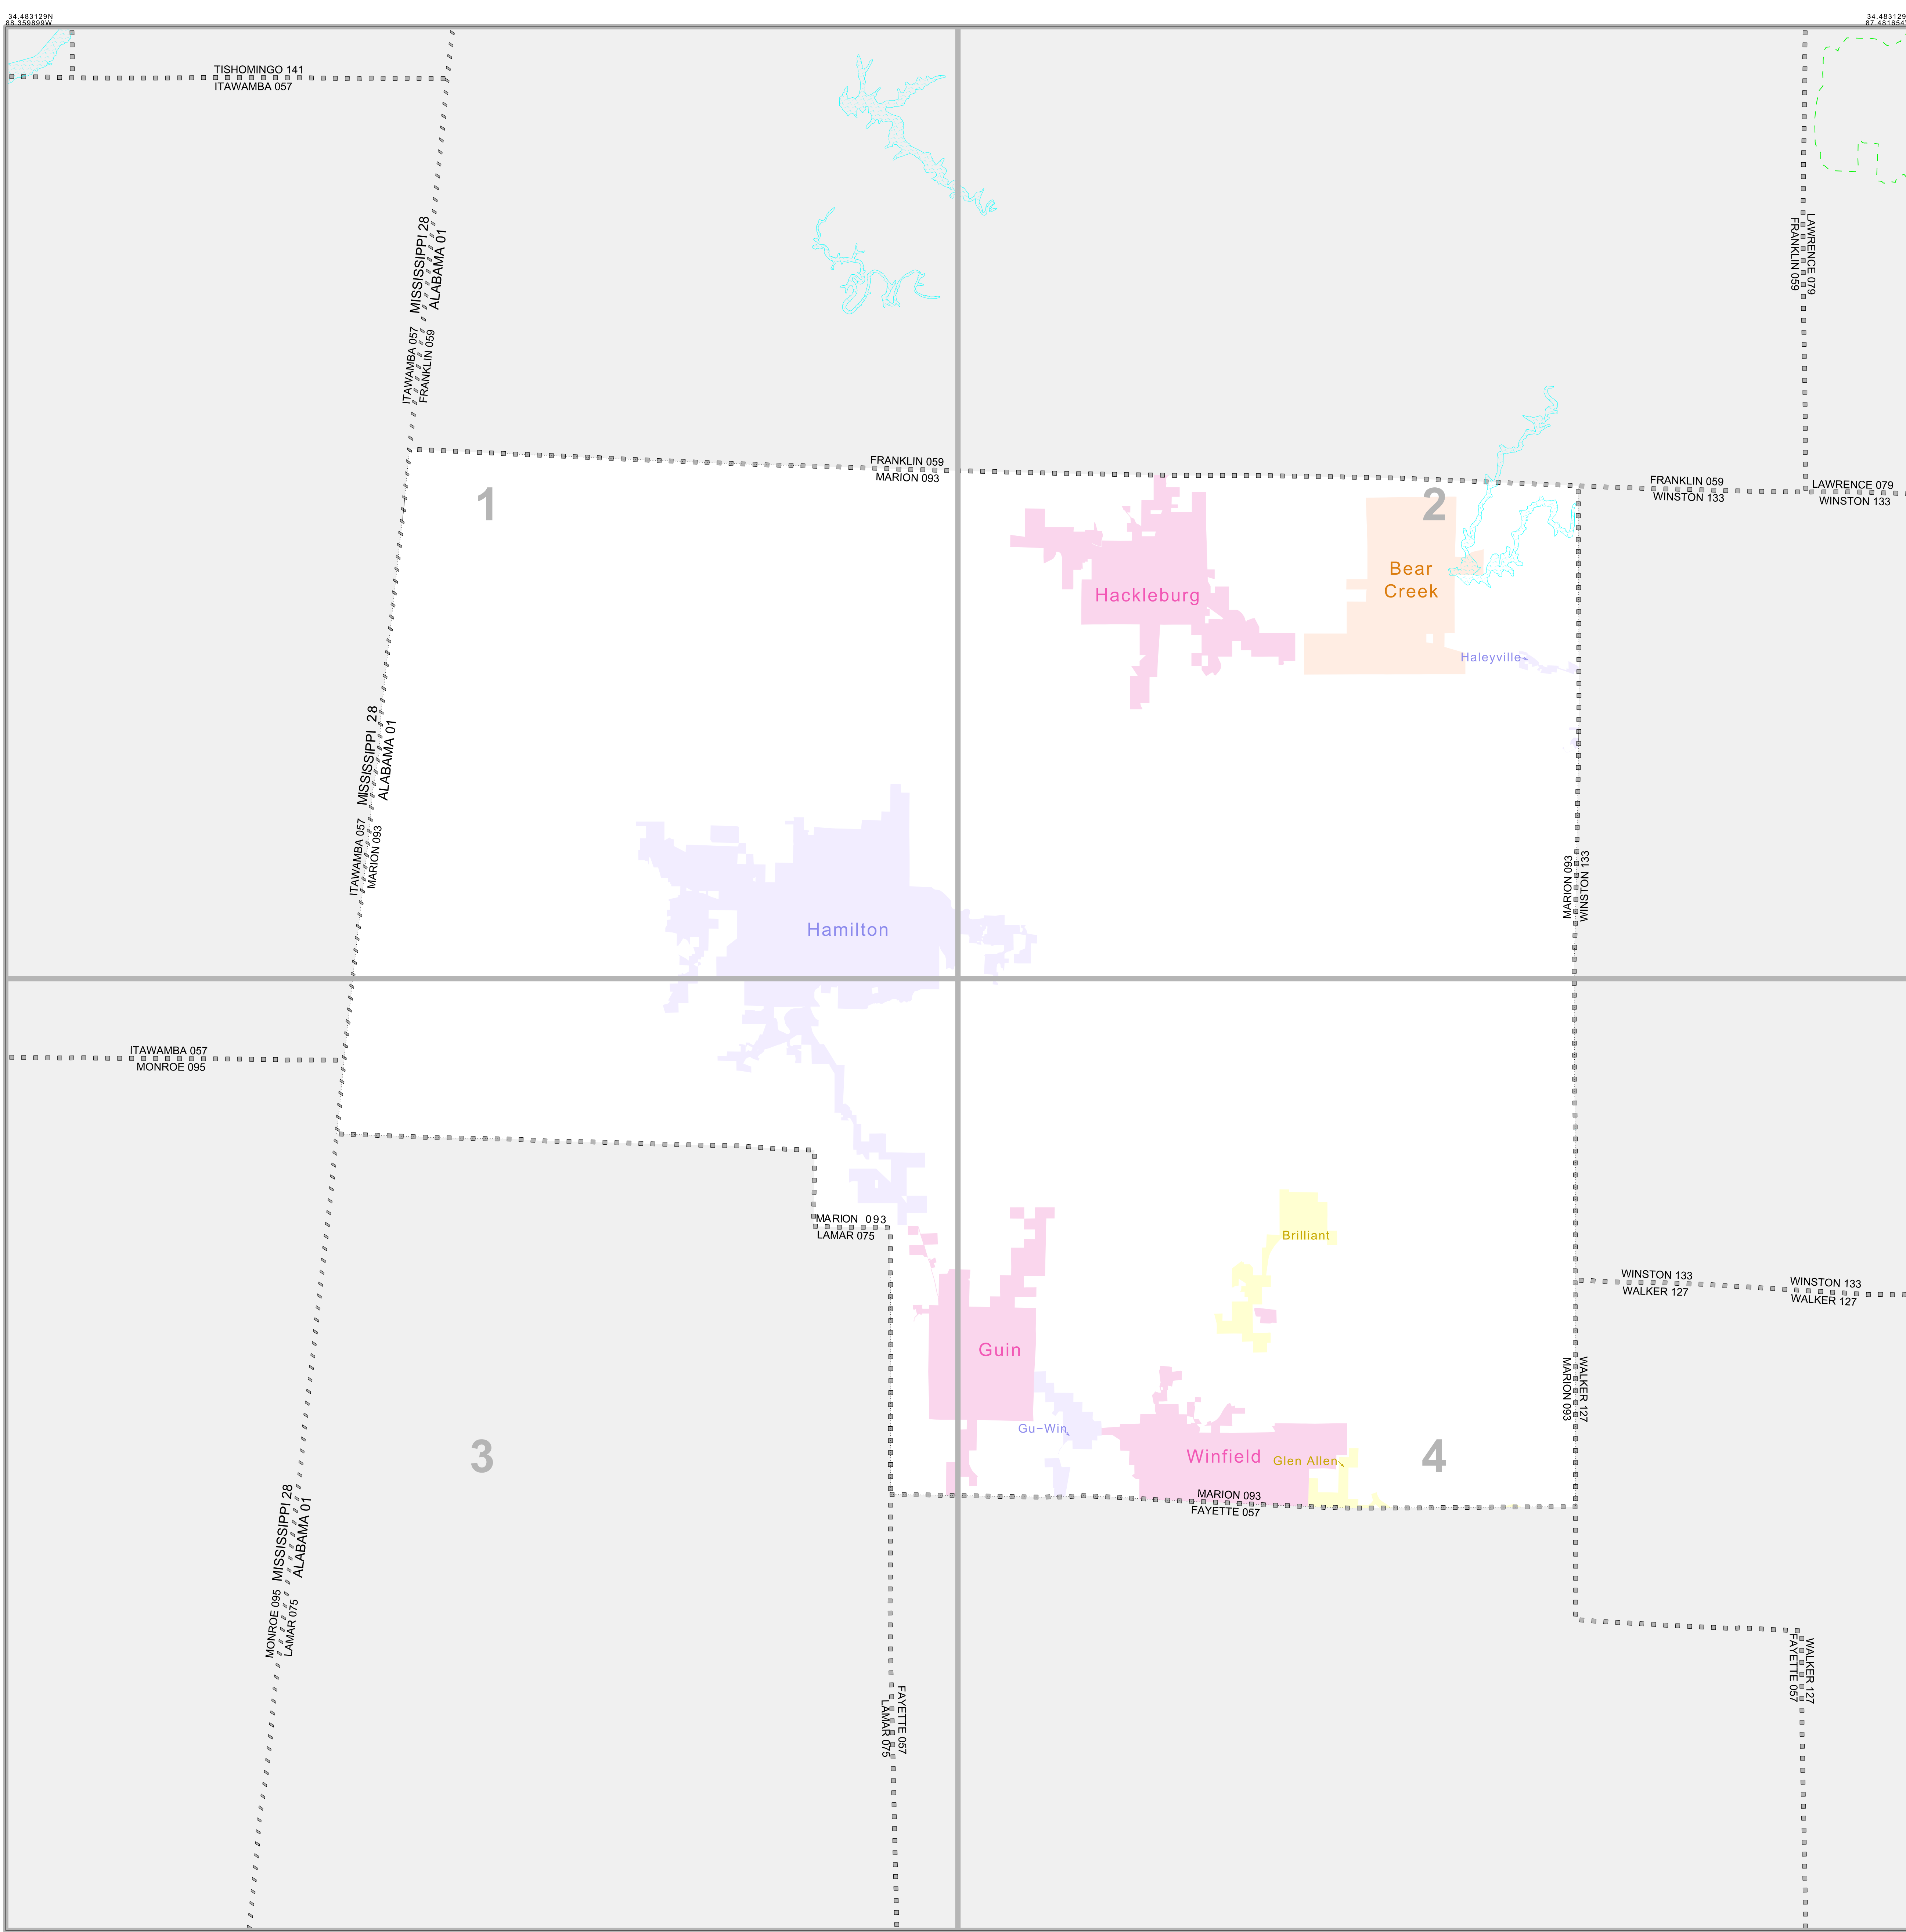 34.483129N
88.359899W
34.483129
87.481654
TISHOMINGO 141
ITAWAMBA 057
MISSISSIPPI 28
ALABAMA 01
LAWRENCE 079
FRANKLIN 059
ITAWAMBA 057
FRANKLIN 059
FRANKLIN 059
MARION 093
FRANKLIN 059
WINSTON 133
LAWRENCE 079
WINSTON 133
1
2
Hackleburg
Bear
Creek
Haleyville
MISSISSIPPI 28
ALABAMA 01
ITAWAMBA 057
MARION 093
MARION 093
WINSTON 133
Hamilton
ITAWAMBA 057
MONROE 095
MARION 093
LAMAR 075
Brilliant
WINSTON 133
WALKER 127
WINSTON 133
WALKER 127
Guin
WALKER 127
MARION 093
Gu-Win
Winfield
Glen Allen
3
4
MARION 093
FAYETTE 057
MISSISSIPPI 28
ALABAMA 01
MONROE 095
LAMAR 075
FAYETTE 057
LAMAR 075
WALKER 127
FAYETTE 057